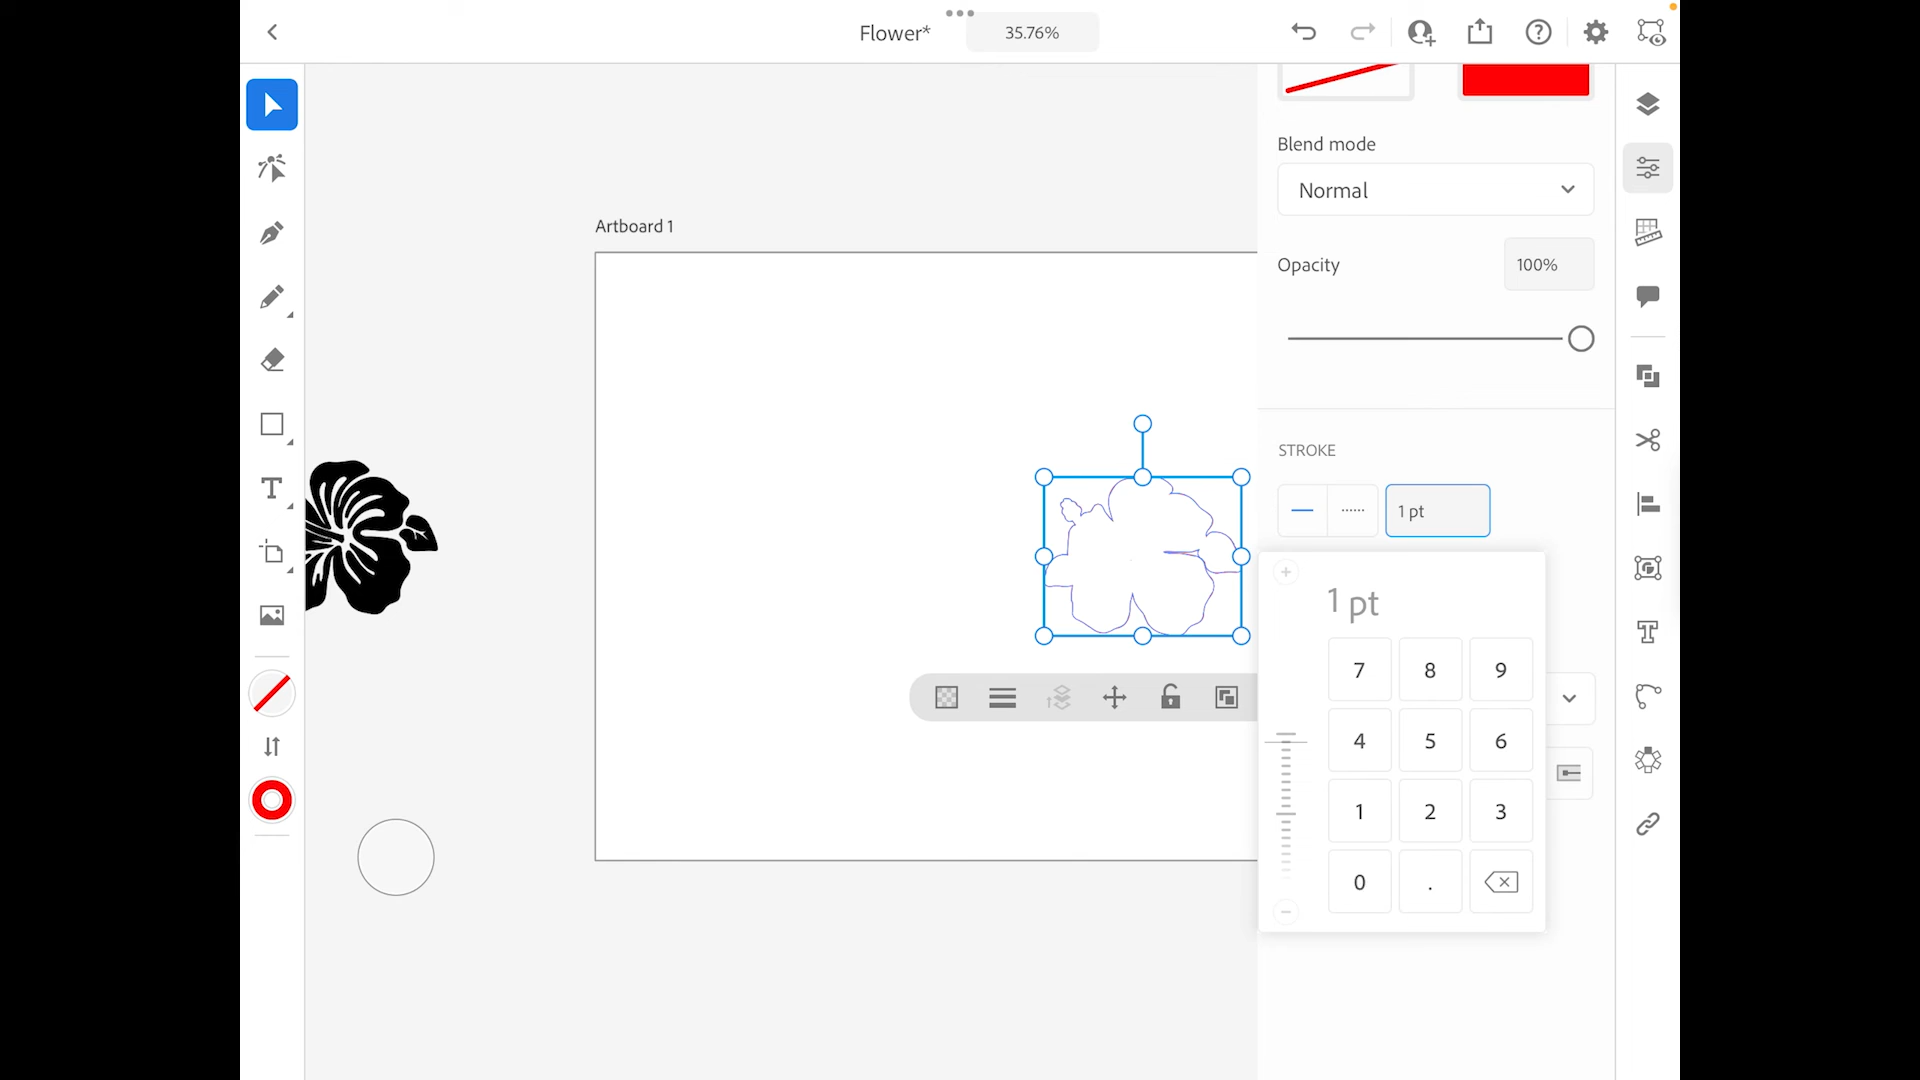 Flower*
35.76%
Blend mode
Normal
Artboard 1
Opacity
100%
STROKE
1 pt
1 pt
7 8 9
4 5 6
1 2 3
0 .